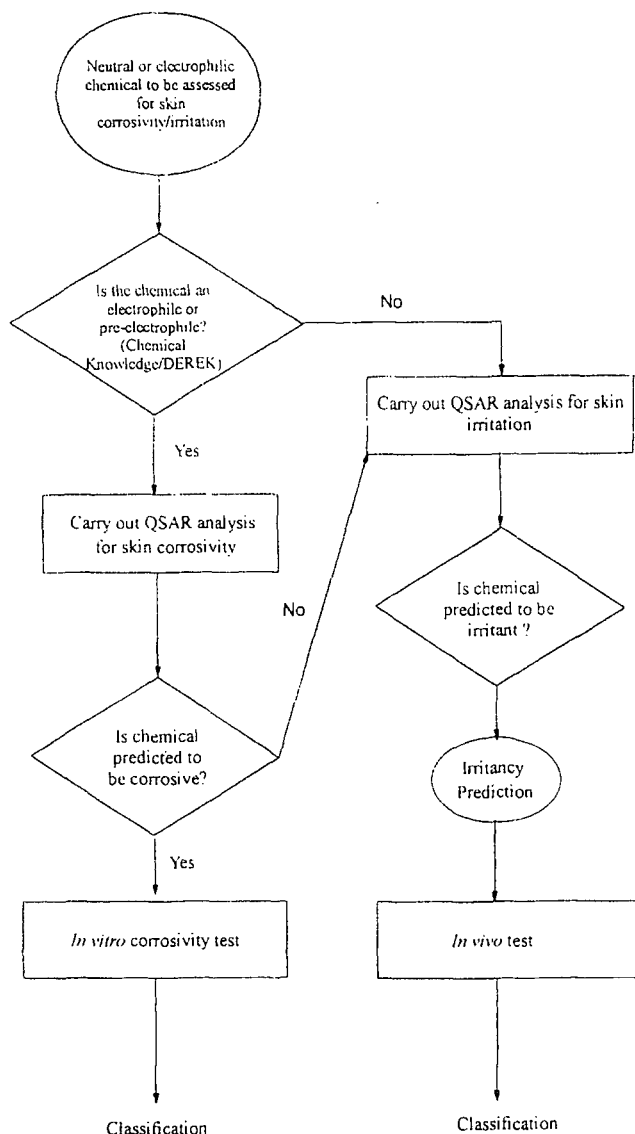 Neutral or electrophilic
chemical to be assessed
for skin
corrosivity/irritation
Is the chemical an
electrophile or
pre-electrophile?
(Chemical
Knowledge/DEREK)
No
Yes
Carry out QSAR analysis for skin
irritation
Carry out QSAR analysis
for skin corrosivity
Is chemical
predicted to be
irritant ?
No
Is chemical
predicted to
be corrosive?
Irritancy
Prediction
Yes
In vitro corrosivity test
In vivo test
Classification
Classification